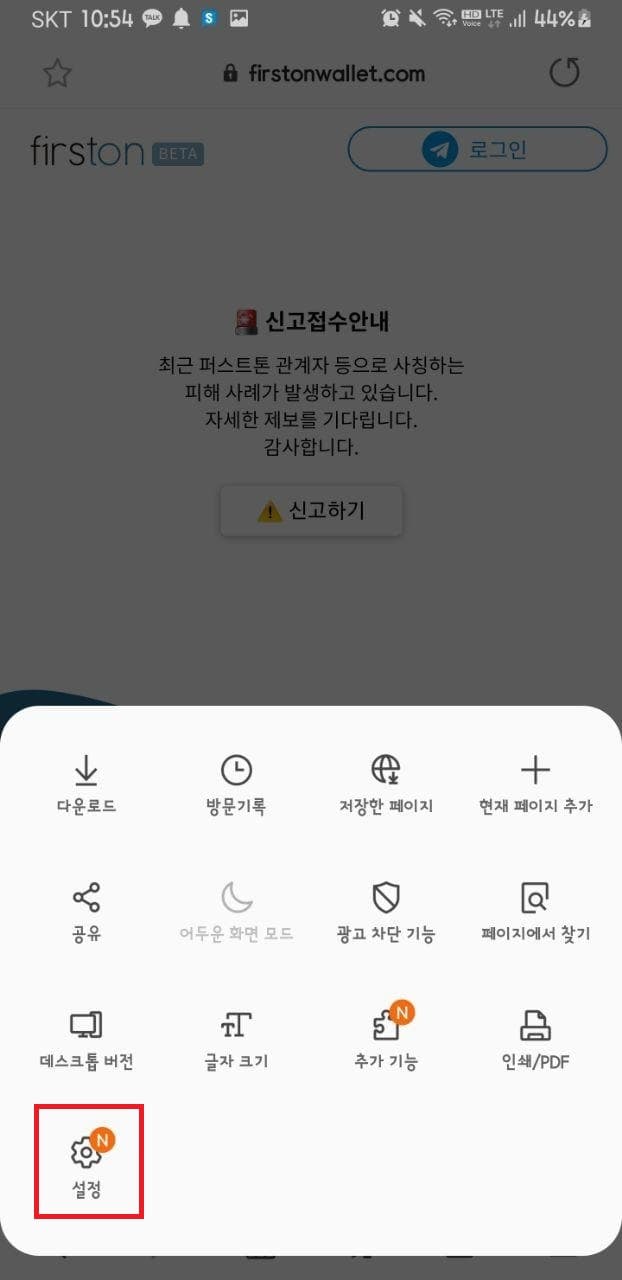 SKT 10:54 TALK S HD Voice LTE 44%
firstonwallet.com
firston BETA
로그인
신고접수안내
최근 퍼스트톤 관계자 등으로 사칭하는
피해 사례가 발생하고 있습니다.
자세한 제보를 기다립니다.
감사합니다.
신고하기
다운로드 방문기록 저장한 페이지 현재 페이지 추가
공유 어두운 화면 모드 광고 차단 기능 페이지에서 찾기
N
데스크톱 버전 글자 크기 추가 기능 인쇄/PDF
N
설정